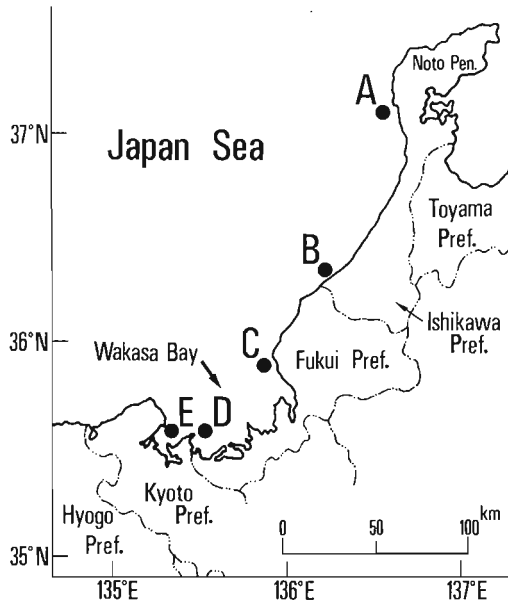 Noto Pen.
A
37°N
Japan Sea
Toyama
Pref.
B
Ishikawa
Pref.
36°N
Wakasa Bay
C
Fukui Pref.
E
D
Kyoto
Pref.
Hyogo
Pref.
0
50
100
km
35°N
135°E
136°E
137°E